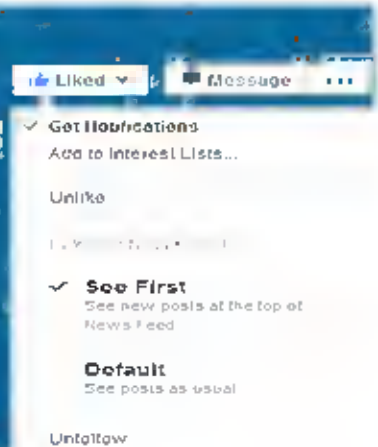 Liked
Message
Get Notifications
Add to Interest Lists...
Unlike
See First
See new posts at the top of
News Feed
Default
See posts as usual
Unfollow